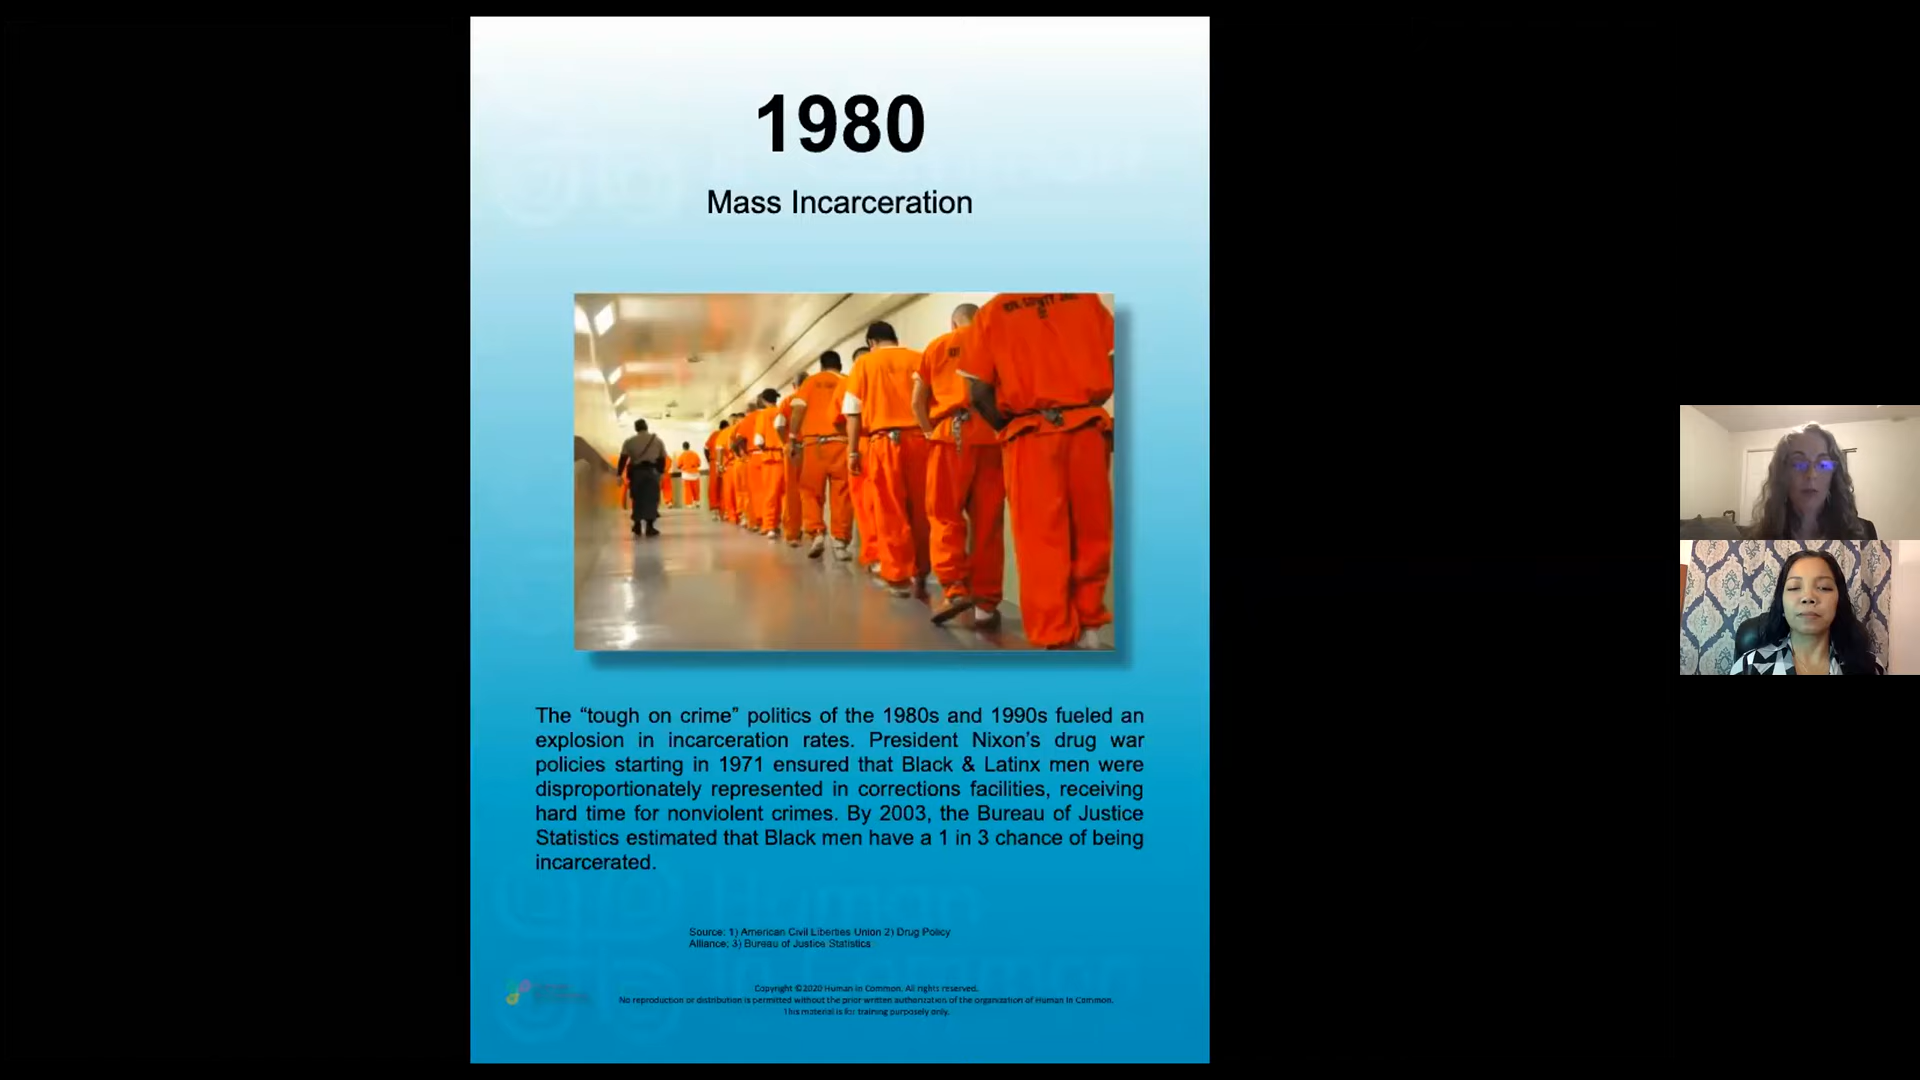 1980
Mass Incarceration
The “tough on crime” politics of the 1980s and 1990s fueled an
explosion in incarceration rates. President Nixon’s drug war
policies starting in 1971 ensured that Black & Latinx men were
disproportionately represented in corrections facilities, receiving
hard time for nonviolent crimes. By 2003, the Bureau of Justice
Statistics estimated that Black men have a 1 in 3 chance of being
incarcerated.
Human
In Common
Source: 1) American Civil Liberties Union 2) Drug Policy
Alliance; 3) Bureau of Justice Statistics
Copyright ©2020 Human in Common. All rights reserved.
No reproduction or distribution is permitted without the prior written authorization of the organization of Human In Common.
This material is for training purposely only.